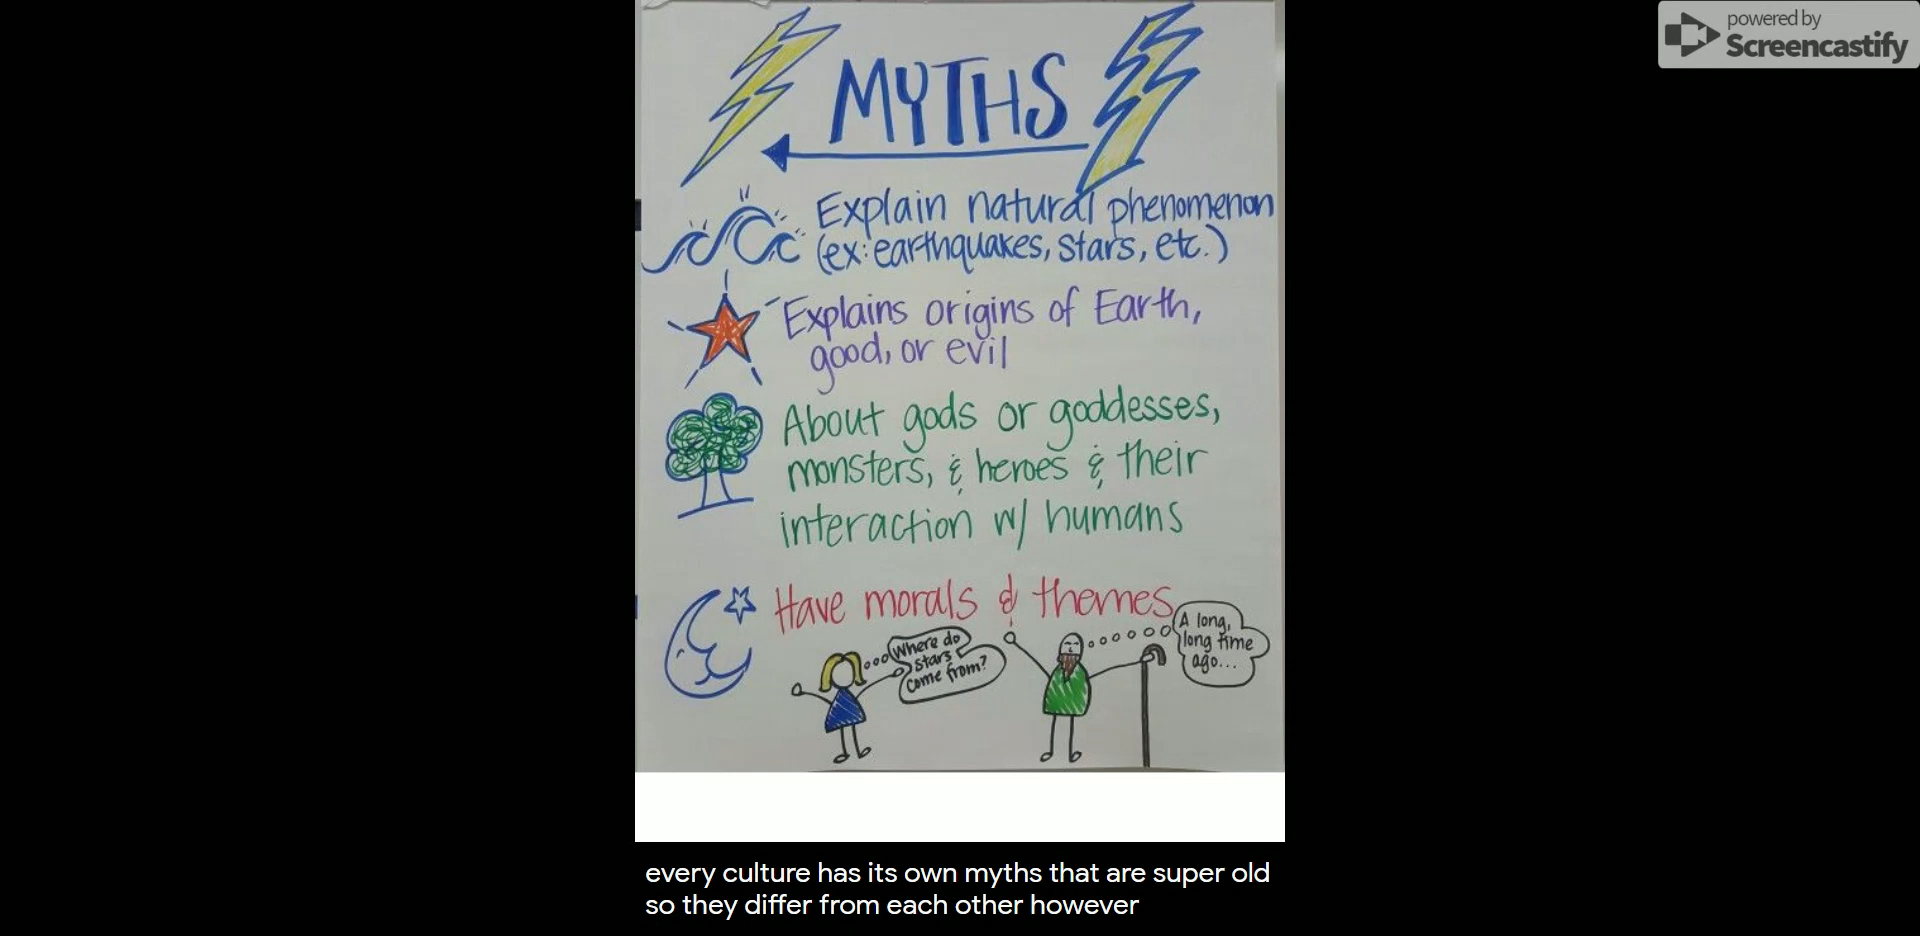 powered by
Screencastify
MYTHS
Explain natural phenomenon
(ex: earthquakes, stars, etc.)
Explains origins of Earth,
good, or evil
About gods or goddesses,
monsters, & heroes & their
interaction w/ humans
Have morals & themes
Where do
stars
come from?
A long,
long time
ago...
every culture has its own myths that are super old
so they differ from each other however